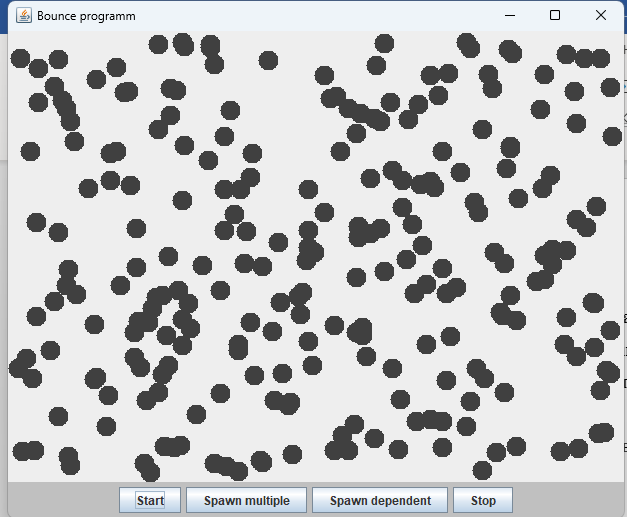 Bounce programm
Start Spawn multiple Spawn dependent Stop